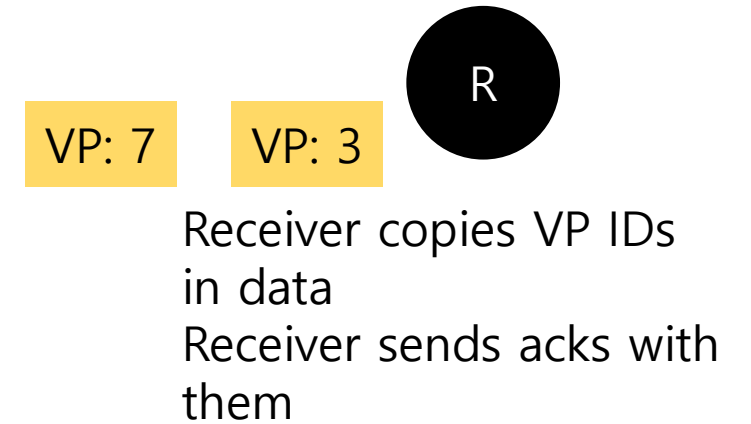 R
VP: 7
VP: 3
Receiver copies VP IDs
in data
Receiver sends acks with
them